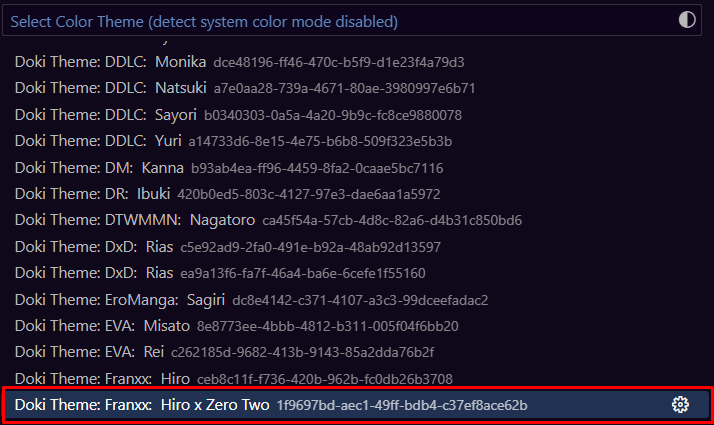 Select Color Theme (detect system color mode disabled)
Doki Theme: DDLC: Monika dce48196-ff46-470c-b5f9-d1e23f4a79d3
Doki Theme: DDLC: Natsuki a7e0aa28-739a-4671-80ae-3980997e6b71
Doki Theme: DDLC: Sayori b0340303-0a5a-4a20-9b9c-fc8ce9880078
Doki Theme: DDLC: Yuri a14733d6-8e15-4e75-b6b8-509f323e5b3b
Doki Theme: DM: Kanna b93ab4ea-ff96-4459-8fa2-0caae5bc7116
Doki Theme: DR: Ibuki 420b0ed5-803c-4127-97e3-dae6aa1a5972
Doki Theme: DTWMMN: Nagatoro ca45f54a-57cb-4d8c-82a6-d4b31c850bd6
Doki Theme: DxD: Rias c5e92ad9-2fa0-491e-b92a-48ab92d13597
Doki Theme: DxD: Rias ea9a13f6-fa7f-46a4-ba6e-6cefe1f55160
Doki Theme: EroManga: Sagiri dc8e4142-c371-4107-a3c3-99dceefadac2
Doki Theme: EVA: Misato 8e8773ee-4bbb-4812-b311-005f04f6bb20
Doki Theme: EVA: Rei c262185d-9682-413b-9143-85a2dda76b2f
Doki Theme: Franxx: Hiro ceb8c11f-f736-420b-962b-fc0db26b3708
Doki Theme: Franxx: Hiro x Zero Two 1f9697bd-aec1-49ff-bdb4-c37ef8ace62b